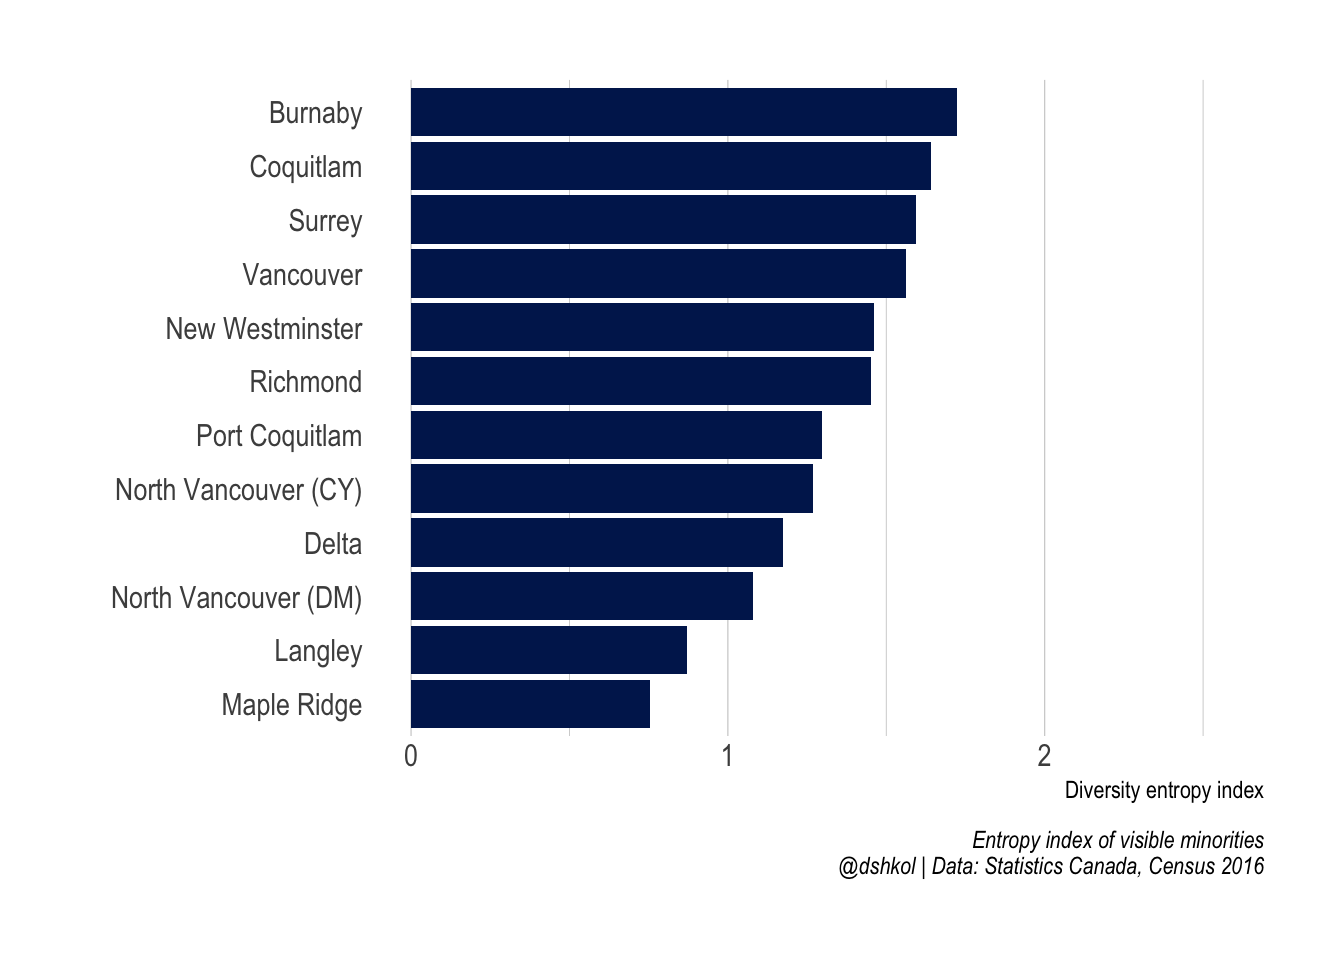 Burnaby
Coquitlam
Surrey
Vancouver
New Westminster
Richmond
Port Coquitlam
North Vancouver (CY)
Delta
North Vancouver (DM)
Langley
Maple Ridge
0 1 2
Diversity entropy index
Entropy index of visible minorities
@dshkol | Data: Statistics Canada, Census 2016